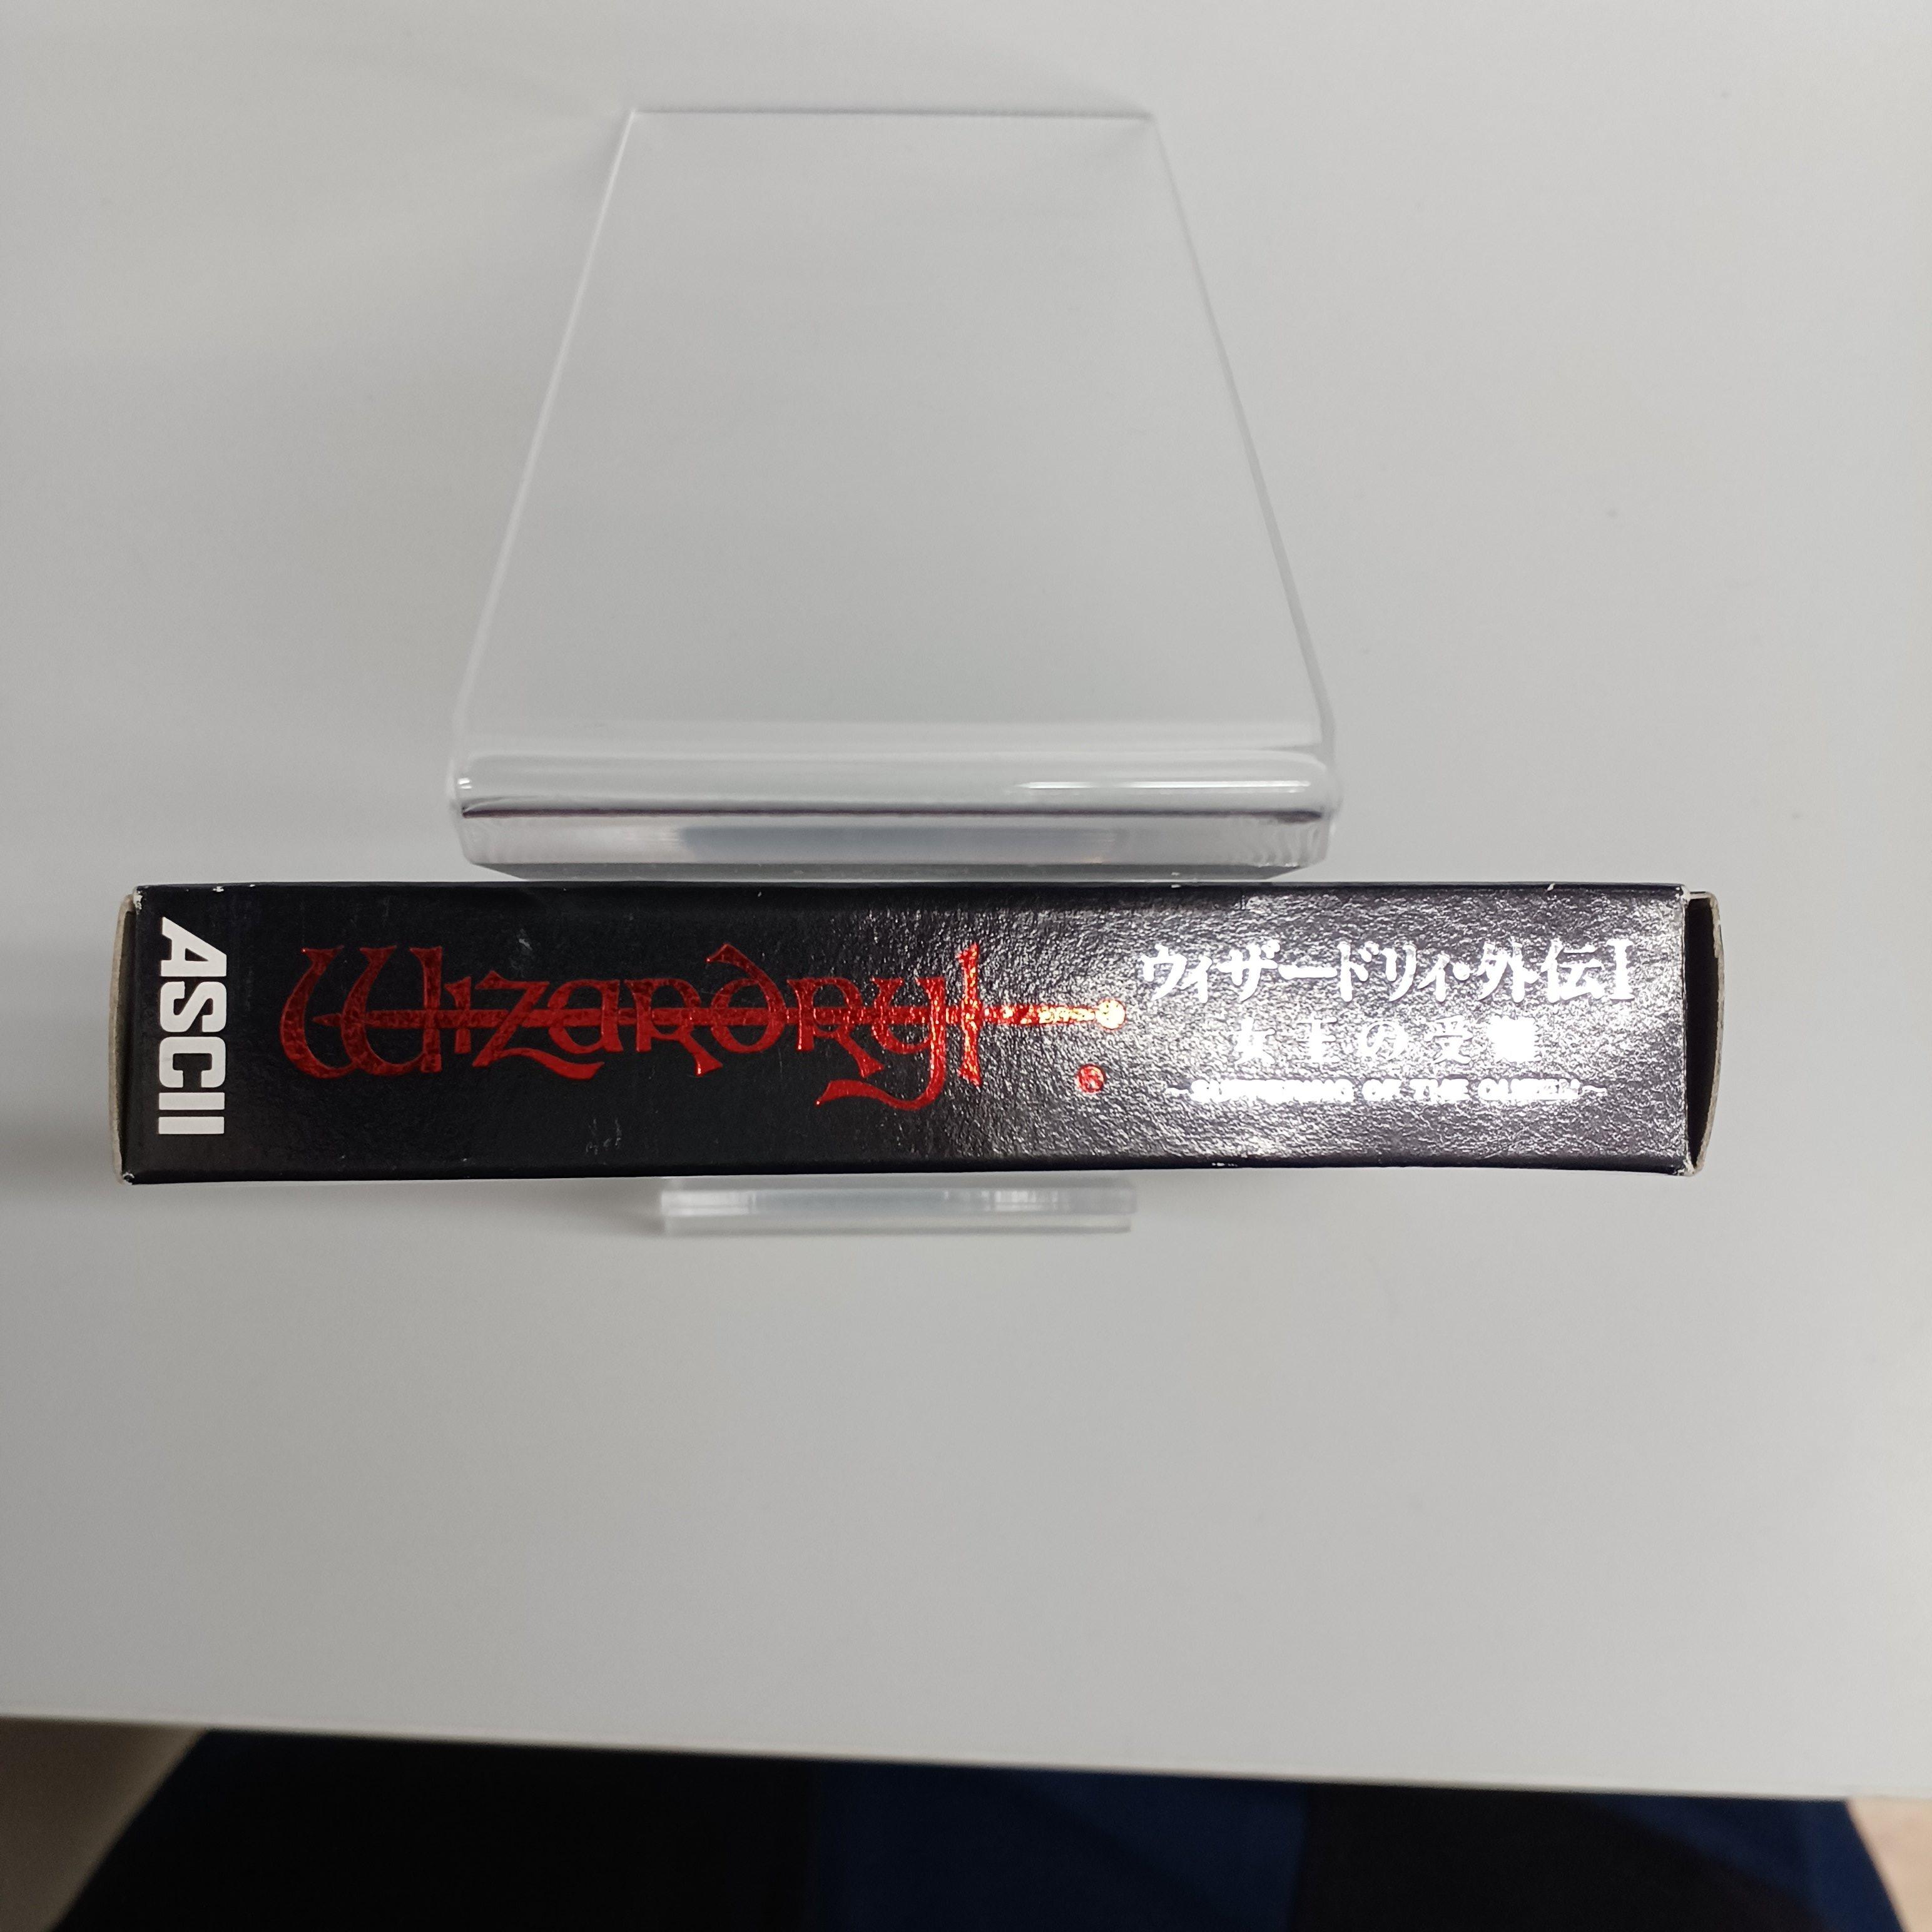 ASCII
Wizardry
ウィザードリィ・外伝I
女王の受難
~SUFFERING OF THE QUEEN~